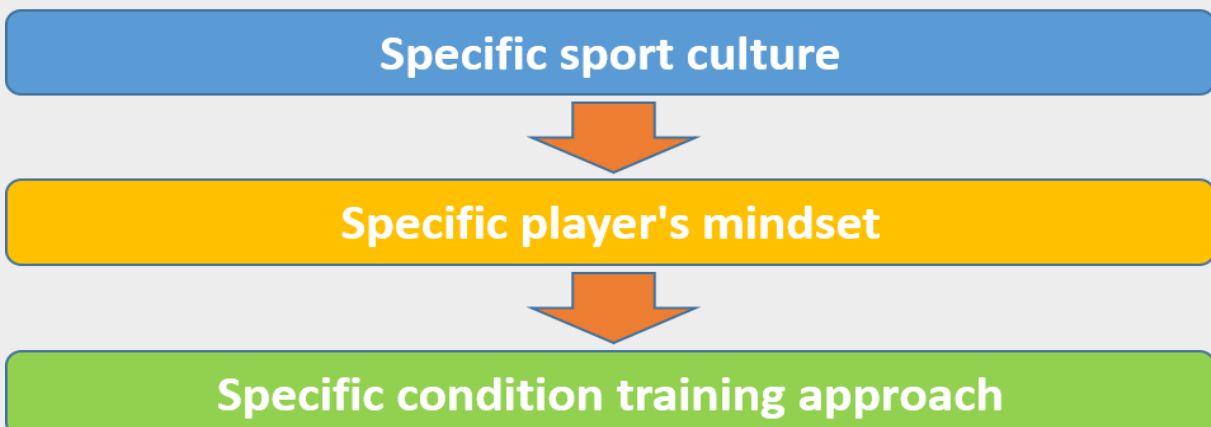 Specific sport culture
Specific player's mindset
Specific condition training approach